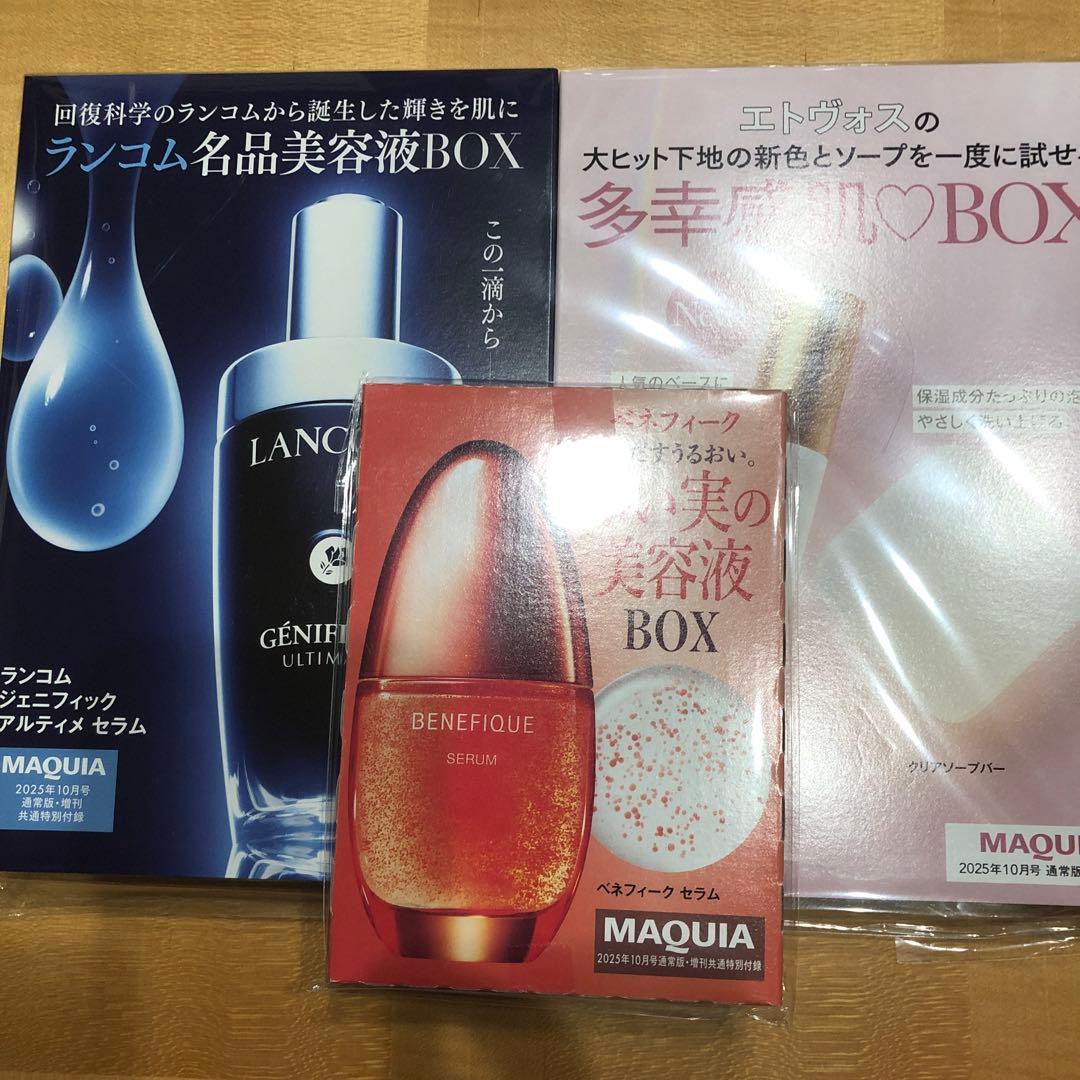 回復科学のランコムから誕生した輝きを肌に
ランコム名品美容液BOX
この一滴から
LANC
GÉNIFI
ULTIM
ランコム
ジェニフィック
アルティメ セラム
MAQUIA
2025年10月号
通常版・増刊
共通特別付録
エトヴォスの
大ヒット下地の新色とソープを一度に試せ
多幸感肌♡BOX
人気のベースに
保湿成分たっぷりの泡
やさしく洗い上げる
クリアソープバー
MAQU
2025年10月号 通常版
ベネフィーク
だすうるおい。
い実の
美容液
BOX
BENEFIQUE
SERUM
ベネフィーク セラム
MAQUIA
2025年10月号通常版・増刊共通特別付録